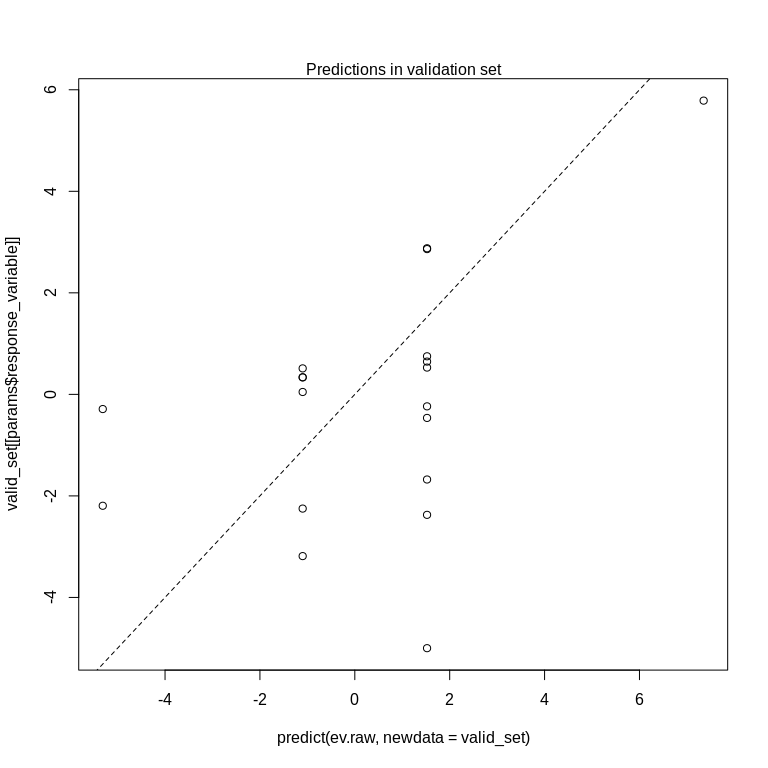 Predictions in validation set
6
4
2
0
-2
-4
valid_set[[params$response_variable]]
-4 -2 0 2 4 6
predict(ev.raw, newdata = valid_set)